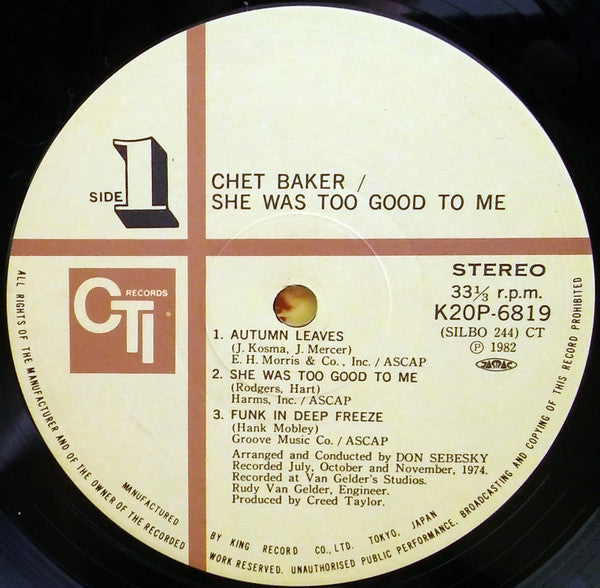 SIDE 1
CHET BAKER /
SHE WAS TOO GOOD TO ME
CTI RECORDS
STEREO
33⅓ r.p.m.
K20P-6819
(SILBO 244) CT
Ⓟ 1982
JASRAC
1. AUTUMN LEAVES
(J. Kosma, J. Mercer)
E. H. Morris & Co., Inc. / ASCAP
2. SHE WAS TOO GOOD TO ME
(Rodgers, Hart)
Harms, Inc. / ASCAP
3. FUNK IN DEEP FREEZE
(Hank Mobley)
Groove Music Co. / ASCAP
Arranged and Conducted by DON SEBESKY
Recorded July, October and November, 1974.
Recorded at Van Gelder's Studios.
Rudy Van Gelder, Engineer.
Produced by Creed Taylor.
MANUFACTURED BY KING RECORD CO., LTD. TOKYO, JAPAN
ALL RIGHTS OF THE MANUFACTURER AND OF THE OWNER OF THE RECORDED WORK RESERVED. UNAUTHORISED PUBLIC PERFORMANCE, BROADCASTING AND COPYING OF THIS RECORD PROHIBITED